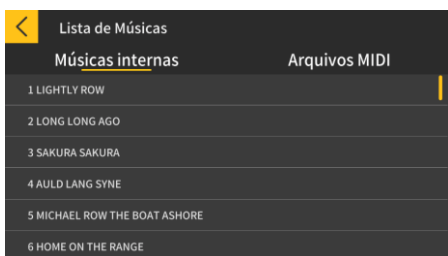 Lista de Músicas
Músicas internas Arquivos MIDI
1 LIGHTLY ROW
2 LONG LONG AGO
3 SAKURA SAKURA
4 AULD LANG SYNE
5 MICHAEL ROW THE BOAT ASHORE
6 HOME ON THE RANGE